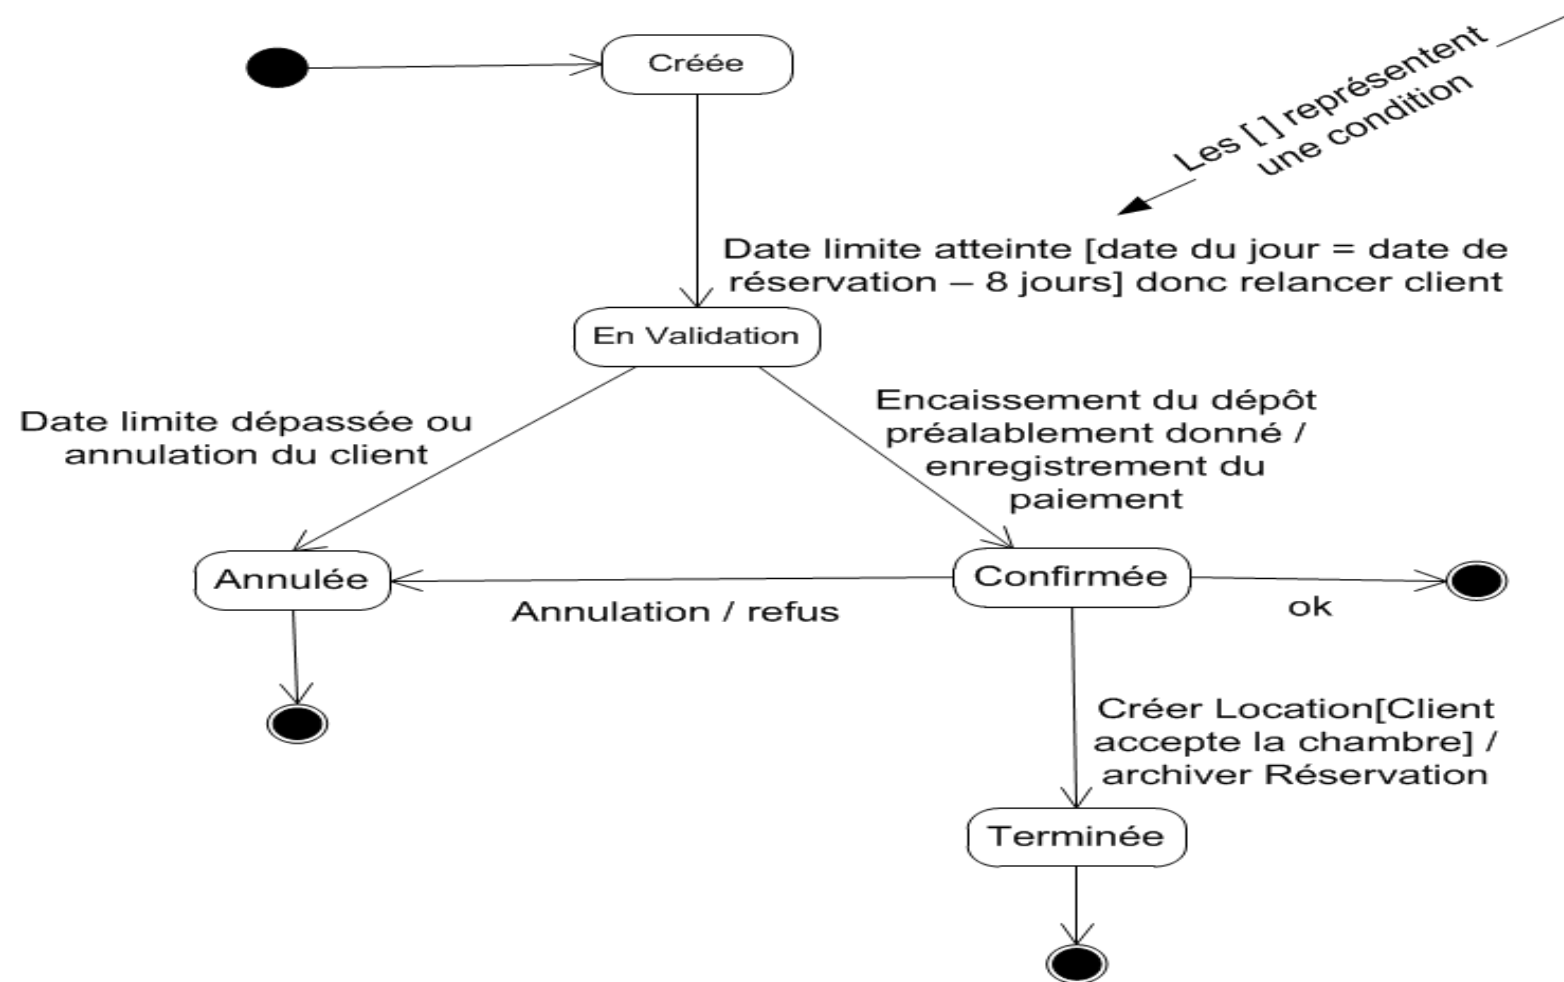 Créée
Les [ ] représentent
une condition
Date limite atteinte [date du jour = date de
réservation – 8 jours] donc relancer client
En Validation
Date limite dépassée ou
annulation du client
Encaissement du dépôt
préalablement donné /
enregistrement du
paiement
Annulée
Annulation / refus
Confirmée
ok
Créer Location[Client
accepte la chambre] /
archiver Réservation
Terminée